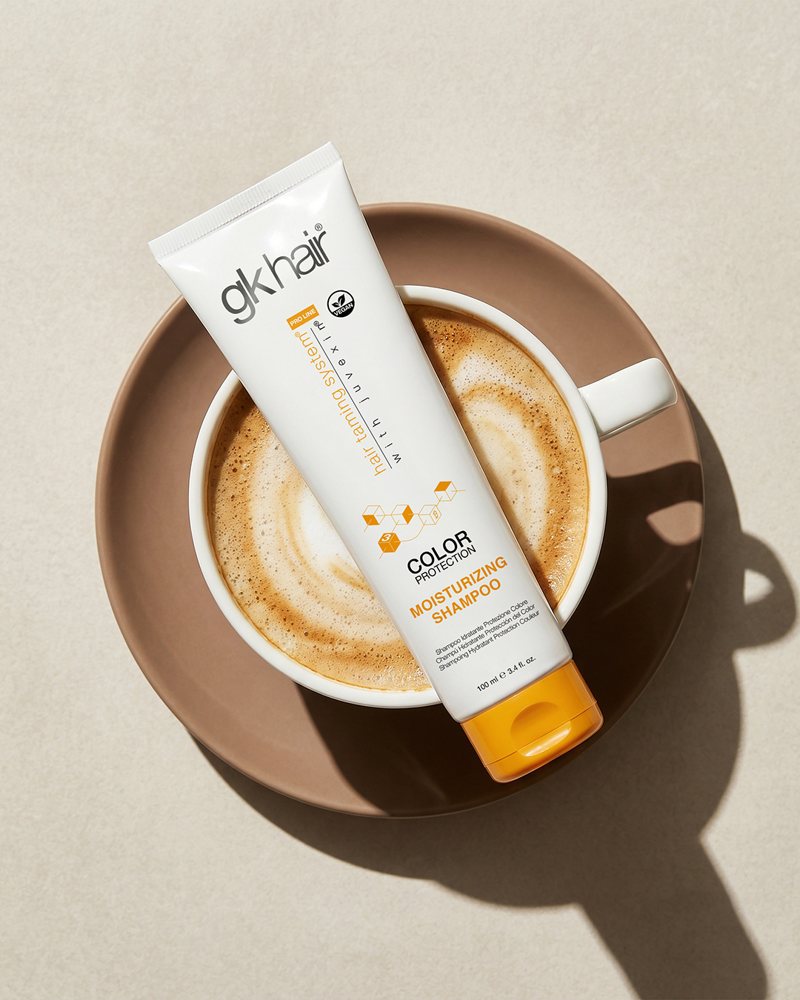 gkhair®
PRO LINE
VEGAN
hair taming system®
with juvexin®
COLOR
PROTECTION
MOISTURIZING
SHAMPOO
Shampoo Idratante Protezione Colore
Champú Hidratante Protección del Color
Shampoing Hydratant Protection Couleur
100 ml ℮ 3.4 fl. oz.